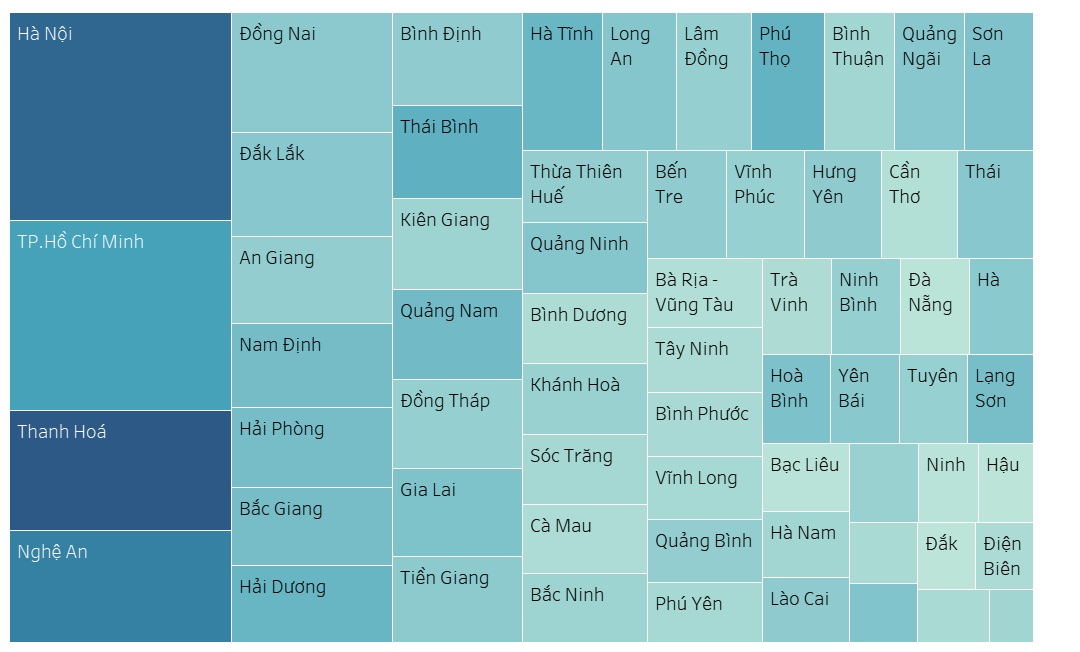 Hà Nội
TP.Hồ Chí Minh
Thanh Hoá
Nghệ An
Đồng Nai
Đắk Lắk
An Giang
Nam Định
Hải Phòng
Bắc Giang
Hải Dương
Bình Định
Thái Bình
Kiên Giang
Quảng Nam
Đồng Tháp
Gia Lai
Tiền Giang
Hà Tĩnh
Long
An
Lâm
Đồng
Phú
Thọ
Bình
Thuận
Quảng
Ngãi
Sơn
La
Thừa Thiên
Huế
Quảng Ninh
Bình Dương
Khánh Hoà
Sóc Trăng
Cà Mau
Bắc Ninh
Bến
Tre
Vĩnh
Phúc
Hưng
Yên
Cần
Thơ
Thái
Bà Rịa -
Vũng Tàu
Tây Ninh
Bình Phước
Vĩnh Long
Quảng Bình
Phú Yên
Trà
Vinh
Ninh
Bình
Đà
Nẵng
Hà
Hoà
Bình
Yên
Bái
Tuyên
Lạng
Sơn
Bạc Liêu
Hà Nam
Lào Cai
Ninh
Hậu
Đắk
Điện
Biên